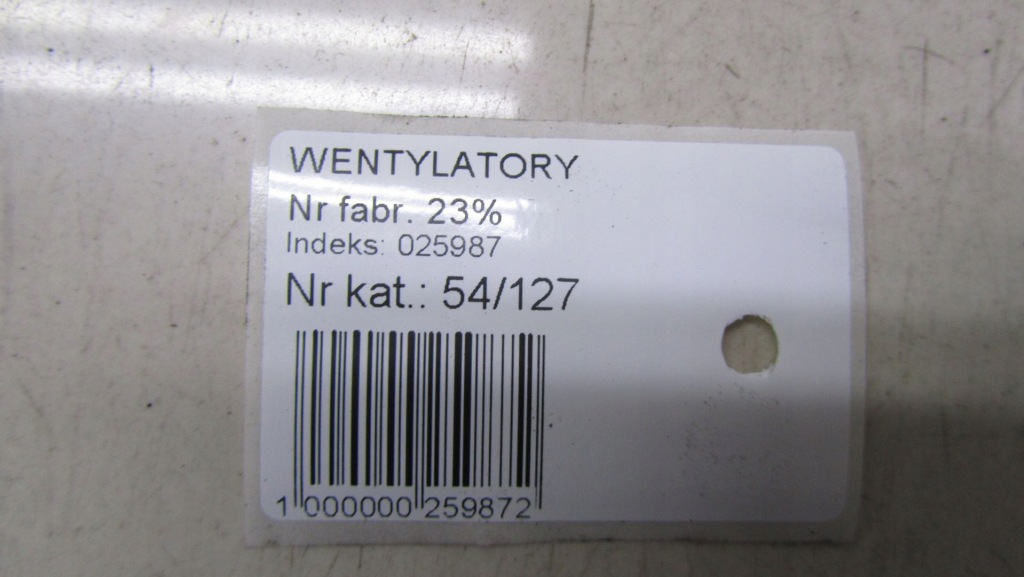 WENTYLATORY
Nr fabr. 23%
Indeks: 025987
Nr kat.: 54/127
1 000000 259872